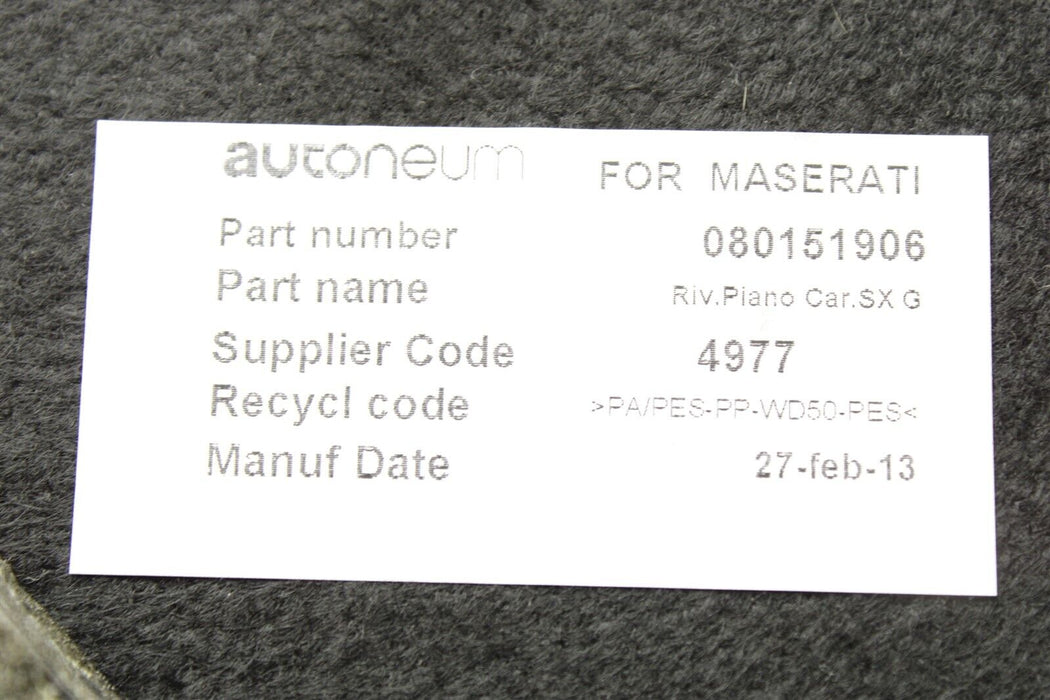 autoneum FOR MASERATI
Part number 080151906
Part name Riv.Piano Car.SX G
Supplier Code 4977
Recycl code >PA/PES-PP-WD50-PES<
Manuf Date 27-feb-13